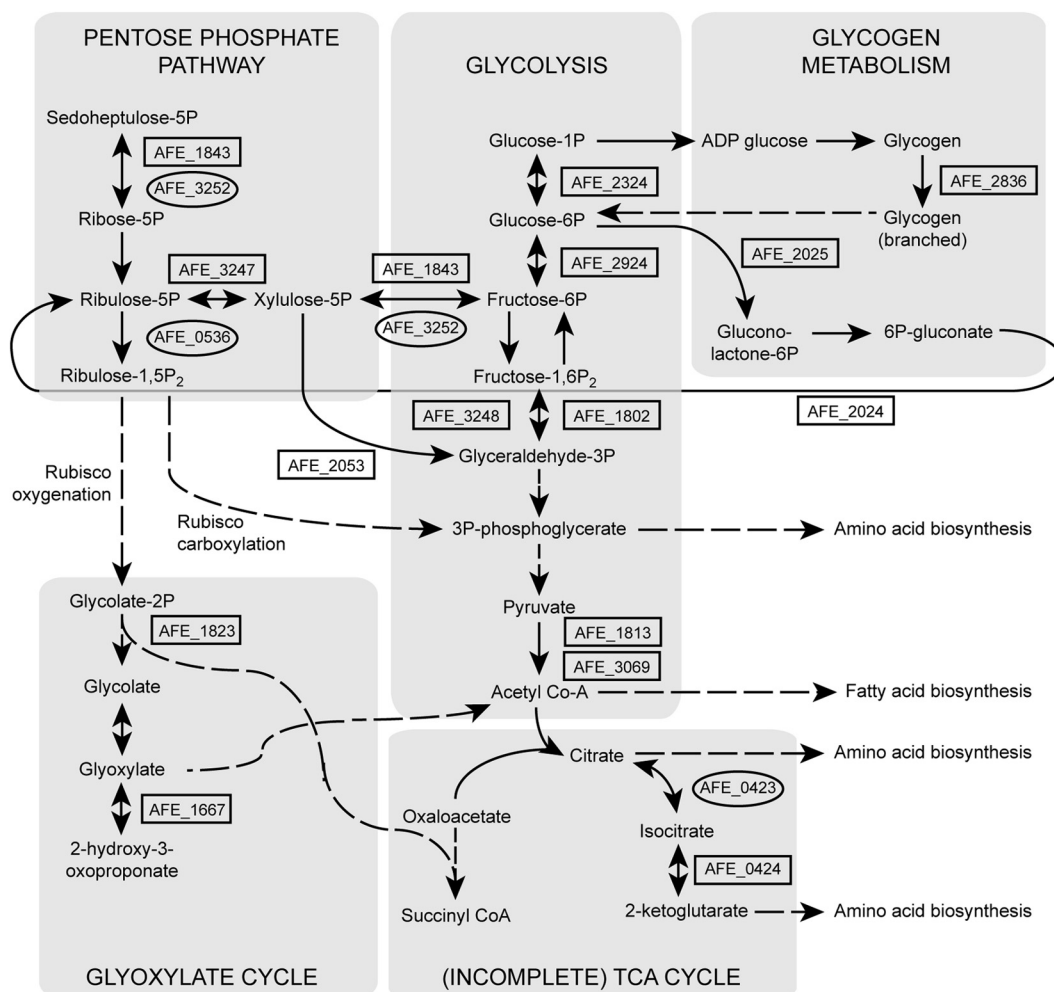 PENTOSE PHOSPHATE
PATHWAY
GLYCOLYSIS
GLYCOGEN
METABOLISM
Sedoheptulose-5P
AFE_1843
AFE_3252
Ribose-5P
AFE_3247
Ribulose-5P
Xylulose-5P
AFE_0536
Ribulose-1,5P2
AFE_1843
AFE_3252
Glucose-1P
ADP glucose
Glycogen
AFE_2324
AFE_2836
Glucose-6P
Glycogen
(branched)
AFE_2924
AFE_2025
Fructose-6P
Glucono-
lactone-6P
6P-gluconate
Fructose-1,6P2
AFE_2024
AFE_3248
AFE_1802
AFE_2053
Glyceraldehyde-3P
Rubisco
oxygenation
Rubisco
carboxylation
3P-phosphoglycerate
Amino acid biosynthesis
Pyruvate
AFE_1813
AFE_3069
Acetyl Co-A
Fatty acid biosynthesis
Glycolate-2P
AFE_1823
Glycolate
Glyoxylate
AFE_1667
2-hydroxy-3-
oxoproponate
Citrate
Amino acid biosynthesis
AFE_0423
Oxaloacetate
Isocitrate
AFE_0424
Succinyl CoA
2-ketoglutarate
Amino acid biosynthesis
GLYOXYLATE CYCLE
(INCOMPLETE) TCA CYCLE